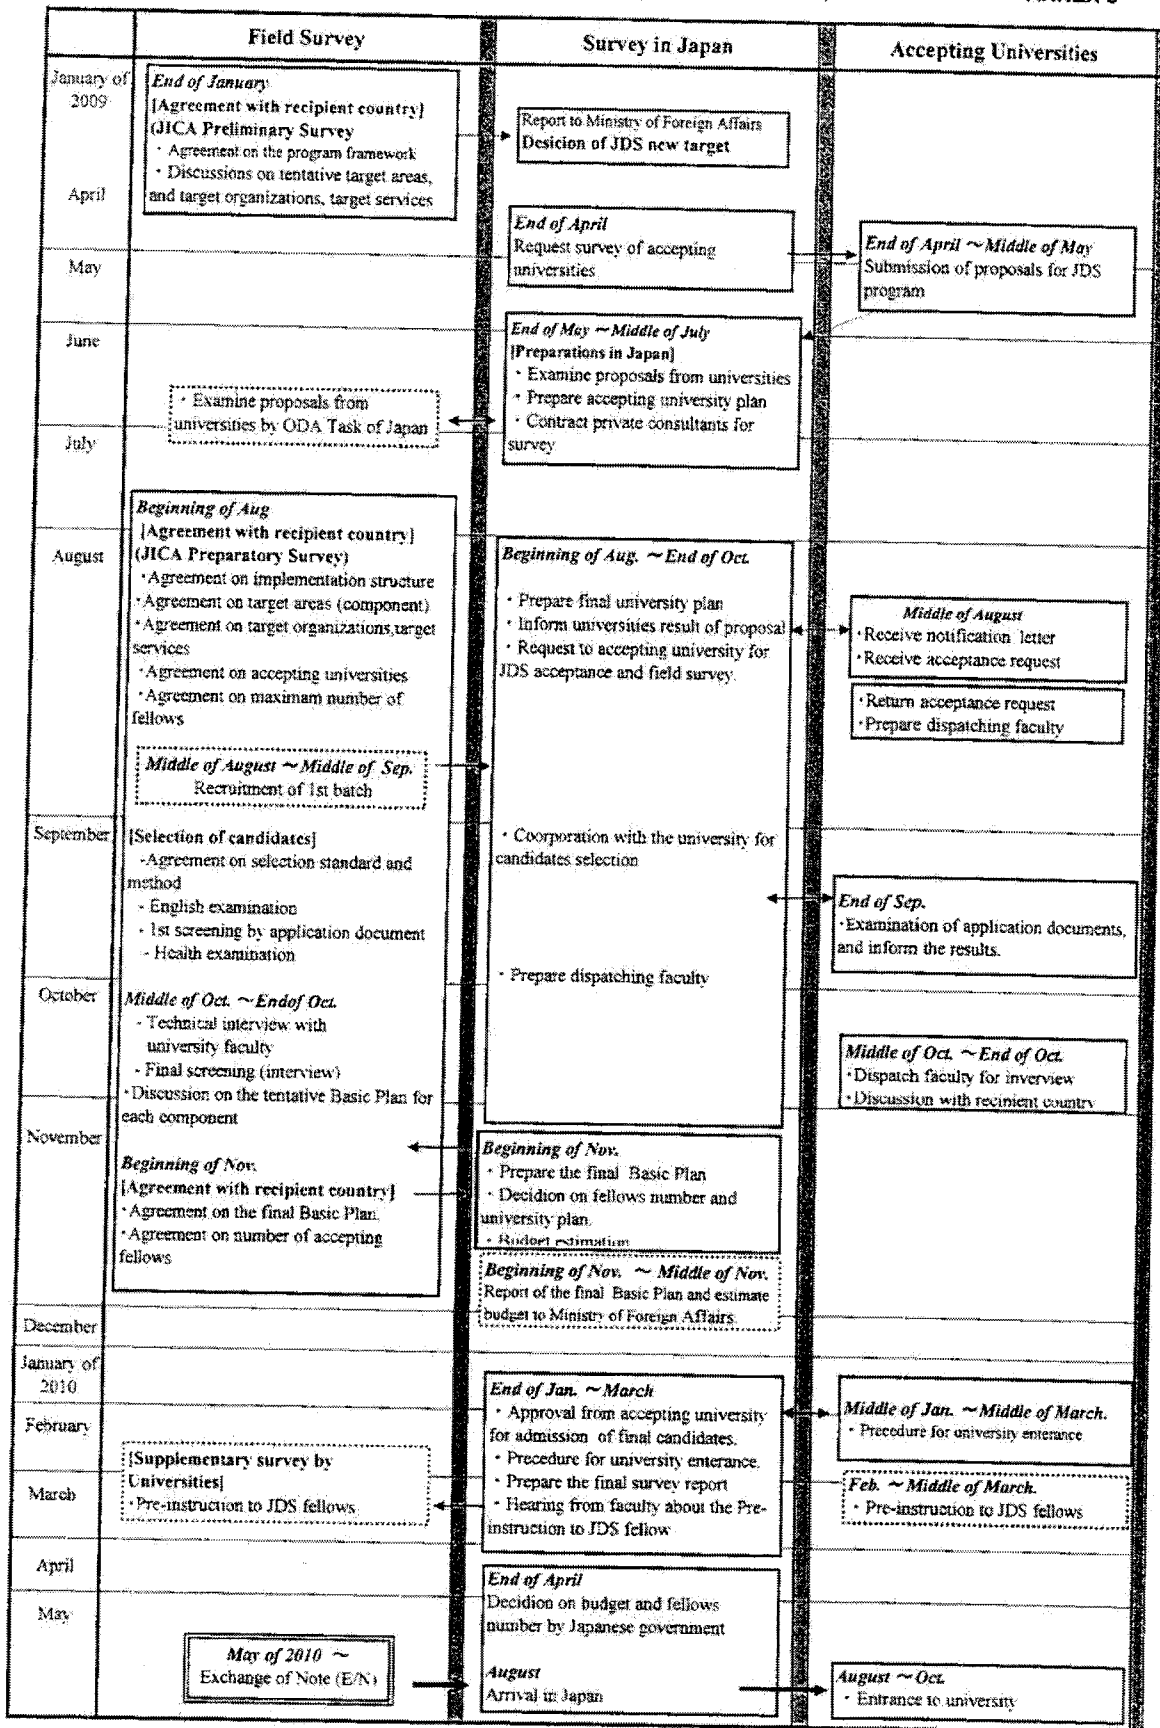 Field Survey
Survey in Japan
Accepting Universities
January of
2009
April
May
June
July
August
September
October
November
December
January of
2010
February
March
April
May
End of January
[Agreement with recipient country]
(JICA Preliminary Survey
・Agreement on the program framework
・Discussions on tentative target areas,
and target organizations, target services
・Examine proposals from
universities by ODA Task of Japan
Beginning of Aug
[Agreement with recipient country]
(JICA Preparatory Survey)
・Agreement on implementation structure
・Agreement on target areas (component)
・Agreement on target organizations,target
services
・Agreement on accepting universities
・Agreement on maximam number of
fellows
Middle of August ～Middle of Sep.
Recruitment of 1st batch
[Selection of candidates]
-Agreement on selection standard and
method
- English examination
- 1st screening by application document
- Health examination
Middle of Oct. ～Endof Oct.
- Technical interview with
university faculty
- Final screening (interview)
・Discussion on the tentative Basic Plan for
each component
Beginning of Nov.
[Agreement with recipient country]
・Agreement on the final Basic Plan.
・Agreement on number of accepting
fellows
[Supplementary survey by
Universities]
・Pre-instruction to JDS fellows
May of 2010 ～
Exchange of Note (E/N)
Report to Ministry of Foreign Affairs
Desicion of JDS new target
End of April
Request survey of accepting
universities
End of May ～Middle of July
[Preparations in Japan]
・Examine proposals from universities
・Prepare accepting university plan
・Contract private consultants for
survey
Beginning of Aug. ～End of Oct.
・Prepare final university plan
・Inform universities result of proposal
・Request to accepting university for
JDS acceptance and field survey.
・Coorporation with the university for
candidates selection
・Prepare dispatching faculty
Beginning of Nov.
・Prepare the final Basic Plan
・Decidion on fellows number and
university plan.
・Budget estimation
Beginning of Nov. ～ Middle of Nov.
Report of the final Basic Plan and estimate
budget to Ministry of Foreign Affairs.
End of Jan. ～March
・Approval from accepting university
for admission of final candidates.
・Precedure for university enterance.
・Prepare the final survey report
・Hearing from faculty about the Pre-
instruction to JDS fellow
End of April
Decidion on budget and fellows
number by Japanese government
August
Arrival in Japan
End of April ～Middle of May
Submission of proposals for JDS
program
Middle of August
・Receive notification letter
・Receive acceptance request
・Return acceptance request
・Prepare dispatching faculty
End of Sep.
・Examination of application documents,
and inform the results.
Middle of Oct. ～End of Oct.
・Dispatch faculty for inverview
・Discussion with recipient country
Middle of Jan. ～Middle of March.
・Precedure for university enterance
Feb. ～Middle of March.
・Pre-instruction to JDS fellows
August ～Oct.
・Entrance to university